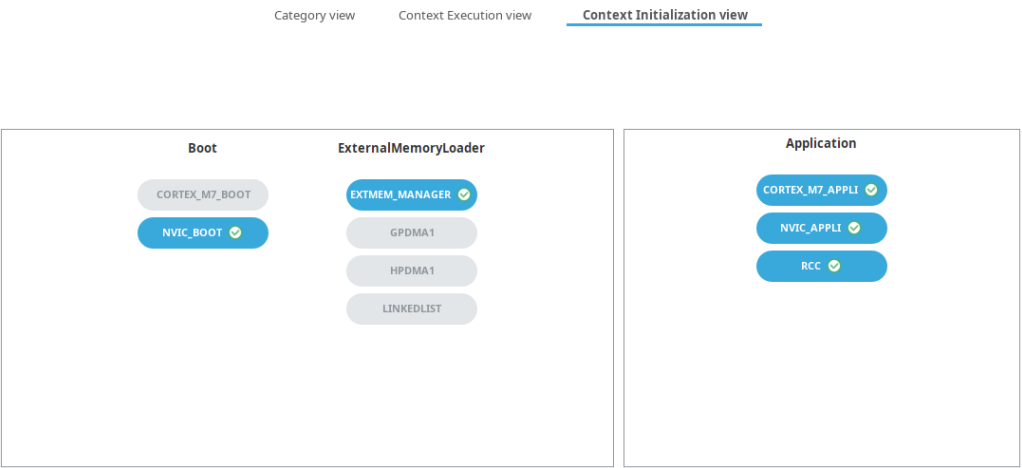 Category view
Context Execution view
Context Initialization view
Boot
CORTEX_M7_BOOT
NVIC_BOOT
ExternalMemoryLoader
EXTMEM_MANAGER
GPDMA1
HPDMA1
LINKEDLIST
Application
CORTEX_M7_APPLI
NVIC_APPLI
RCC